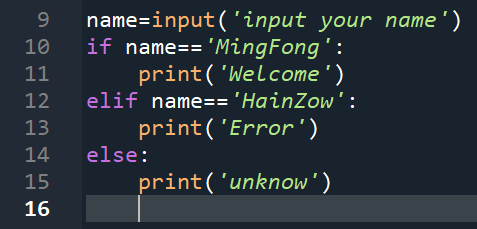 9 name=input('input your name')
10 if name=='MingFong':
11     print('Welcome')
12 elif name=='HainZow':
13     print('Error')
14 else:
15     print('unknow')
16